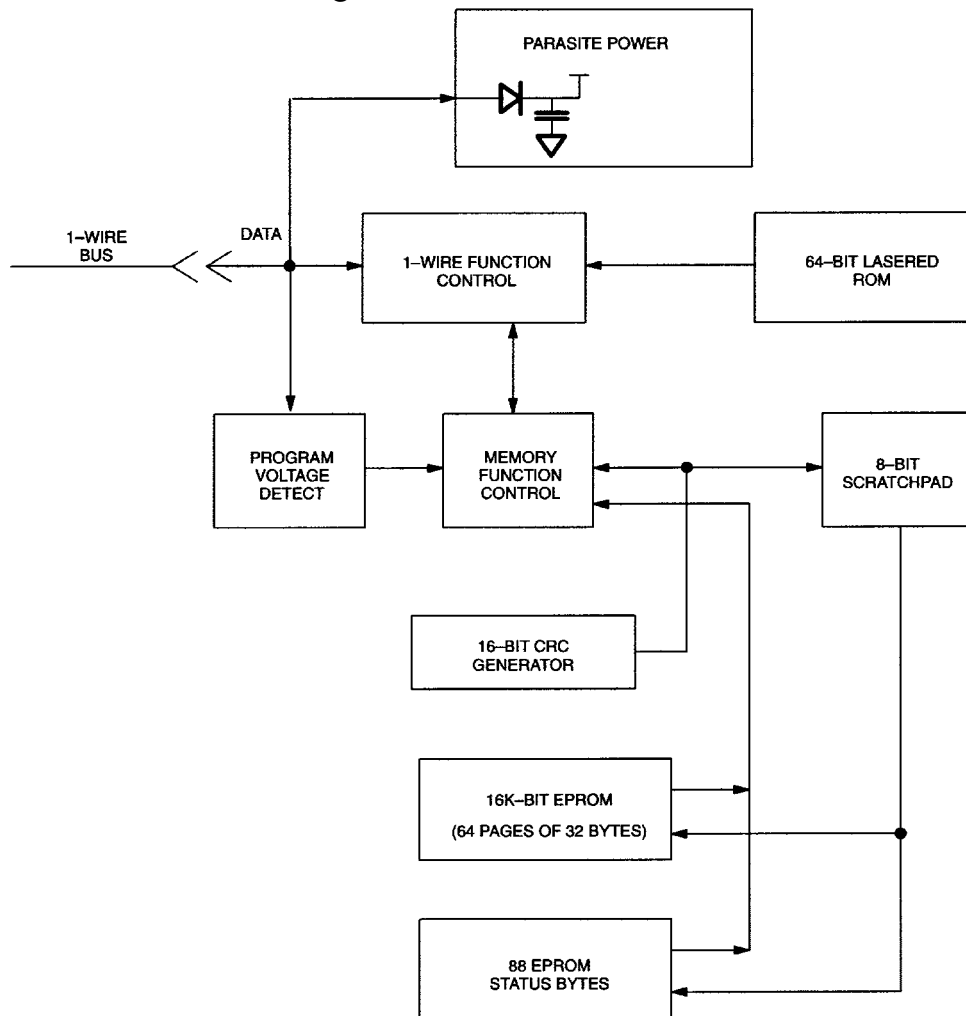 PARASITE POWER
1–WIRE
BUS
DATA
1–WIRE FUNCTION
CONTROL
64–BIT LASERED
ROM
PROGRAM
VOLTAGE
DETECT
MEMORY
FUNCTION
CONTROL
8–BIT
SCRATCHPAD
16–BIT CRC
GENERATOR
16K–BIT EPROM
(64 PAGES OF 32 BYTES)
88 EPROM
STATUS BYTES